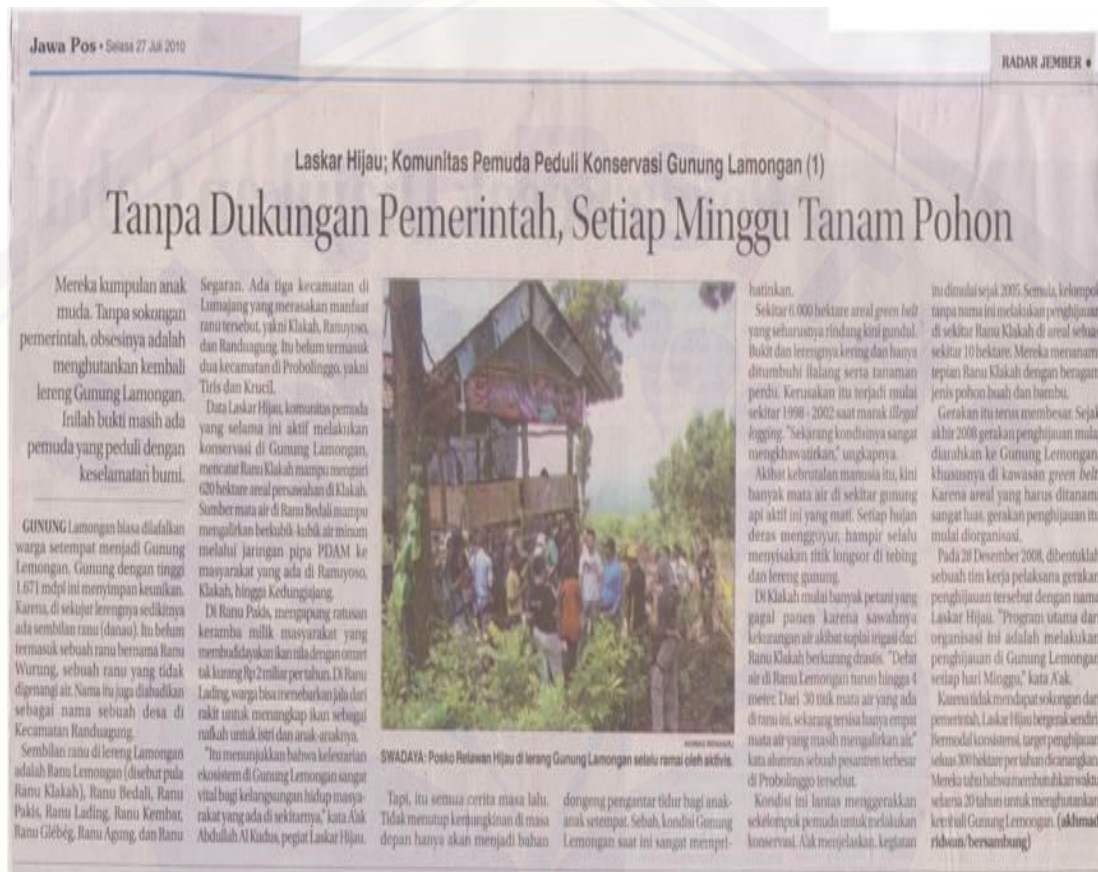 Jawa Pos • Selasa 27 Juli 2010
RADAR JEMBER •
Laskar Hijau; Komunitas Pemuda Peduli Konservasi Gunung Lamongan (1)
Tanpa Dukungan Pemerintah, Setiap Minggu Tanam Pohon
Mereka kumpulan anak
muda. Tanpa sokongan
pemerintah, obsesinya adalah
menghutankan kembali
lereng Gunung Lamongan.
Inilah bukti masih ada
pemuda yang peduli dengan
keselamatan bumi.
GUNUNG Lamongan biasa dilafalkan
warga setempat menjadi Gunung
Lemongan. Gunung dengan tinggi
1.671 mdpl ini menyimpan keunikan.
Karena, di sekujur lerengnya sedikitnya
ada sembilan ranu (danau). Itu belum
termasuk sebuah ranu bernama Ranu
Wurung, sebuah ranu yang tidak
digenangi air. Nama itu juga diabadikan
sebagai nama sebuah desa di
Kecamatan Randuagung.
Sembilan ranu di lereng Lamongan
adalah Ranu Lemongan (disebut pula
Ranu Klakah), Ranu Bedali, Ranu
Pakis, Ranu Lading, Ranu Kembar,
Ranu Glébég, Ranu Agung, dan Ranu
Segaran. Ada tiga kecamatan di
Lumajang yang merasakan manfaat
ranu tersebut, yakni Klakah, Ranuyoso,
dan Randuagung. Itu belum termasuk
dua kecamatan di Probolinggo, yakni
Tiris dan Krucil.
Data Laskar Hijau, komunitas pemuda
yang selama ini aktif melakukan
konservasi di Gunung Lamongan,
mencatat Ranu Klakah mampu mengairi
620 hektare areal persawahan di Klakah.
Sumber mata air di Ranu Bedali mampu
mengalirkan berkubik-kubik air minum
melalui jaringan pipa PDAM ke
masyarakat yang ada di Ranuyoso,
Klakah, hingga Kedungjajang.
Di Ranu Pakis, mengapung ratusan
keramba milik masyarakat yang
membudidayakan ikan nila dengan omzet
tak kurang Rp 2 miliar per tahun. Di Ranu
Lading, warga bisa menebarkan jala dari
rakit untuk menangkap ikan sebagai
nafkah untuk istri dan anak-anaknya.
"Itu menunjukkan bahwa kelestarian
ekosistem di Gunung Lemongan sangat
vital bagi kelangsungan hidup masya-
rakat yang ada di sekitarnya," kata A'ak
Abdullah Al Kudus, pegiat Laskar Hijau.
SWADAYA: Posko Relawan Hijau di lereng Gunung Lamongan selalu ramai oleh aktivis.
Tapi, itu semua cerita masa lalu.
Tidak menutup kemungkinan di masa
depan hanya akan menjadi bahan
dongeng pengantar tidur bagi anak-
anak setempat. Sebab, kondisi Gunung
Lemongan saat ini sangat mempri-
hatinkan.
Sekitar 6.000 hektare areal green belt
yang seharusnya rindang kini gundul.
Bukit dan lerengnya kering dan hanya
ditumbuhi ilalang serta tanaman
perdu. Kerusakan itu terjadi mulai
sekitar 1998 - 2002 saat marak illegal
logging. "Sekarang kondisinya sangat
mengkhawatirkan," ungkapnya.
Akibat kebrutalan manusia itu, kini
banyak mata air di sekitar gunung
api aktif ini yang mati. Setiap hujan
deras mengguyur, hampir selalu
menyisakan titik longsor di tebing
dan lereng gunung.
Di Klakah mulai banyak petani yang
gagal panen karena sawahnya
kekurangan air akibat suplai irigasi dari
Ranu Klakah berkurang drastis. "Debit
air di Ranu Lemongan turun hingga 4
meter. Dari 30 titik mata air yang ada
di ranu ini, sekarang tersisa hanya empat
mata air yang masih mengalirkan air,"
kata alumnus sebuah pesantren terbesar
di Probolinggo tersebut.
Kondisi ini lantas menggerakkan
sekelompok pemuda untuk melakukan
konservasi. A'ak menjelaskan, kegiatan
itu dimulai sejak 2005. Semula, kelompok
tanpa nama ini melakukan penghijauan
di sekitar Ranu Klakah di areal seluas
sekitar 10 hektare. Mereka menanam
tepian Ranu Klakah dengan beragam
jenis pohon buah dan bambu.
Gerakan itu terus membesar. Sejak
akhir 2008 gerakan penghijauan mulai
diarahkan ke Gunung Lemongan,
khususnya di kawasan green belt.
Karena areal yang harus ditanami
sangat luas, gerakan penghijauan itu
mulai diorganisasi.
Pada 28 Desember 2008, dibentuklah
sebuah tim kerja pelaksana gerakan
penghijauan tersebut dengan nama
Laskar Hijau. "Program utama dari
organisasi ini adalah melakukan
penghijauan di Gunung Lemongan
setiap hari Minggu," kata A'ak.
Karena tidak mendapat sokongan dari
pemerintah, Laskar Hijau bergerak sendiri.
Bermodal konsistensi, target penghijauan
seluas 300 hektare per tahun dicanangkan.
Mereka tahu bahwa membutuhkan waktu
selama 20 tahun untuk menghutankan
kembali Gunung Lemongan. (akhmad
ridwan/bersambung)